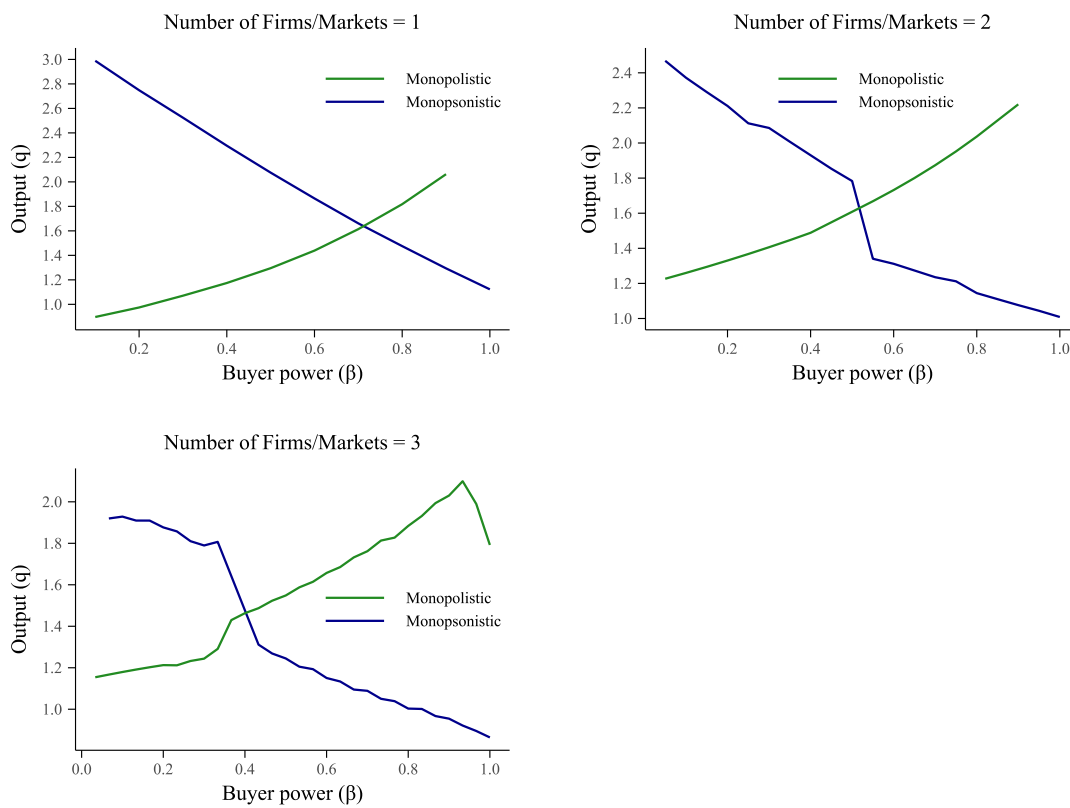 Number of Firms/Markets = 1
Output (q)
3.0
2.8
2.6
2.4
2.2
2.0
1.8
1.6
1.4
1.2
1.0
Monopolistic
Monopsonistic
0.2 0.4 0.6 0.8 1.0
Buyer power (β)
Number of Firms/Markets = 2
Output (q)
2.4
2.2
2.0
1.8
1.6
1.4
1.2
1.0
Monopolistic
Monopsonistic
0.2 0.4 0.6 0.8 1.0
Buyer power (β)
Number of Firms/Markets = 3
Output (q)
2.0
1.8
1.6
1.4
1.2
1.0
Monopolistic
Monopsonistic
0.0 0.2 0.4 0.6 0.8 1.0
Buyer power (β)